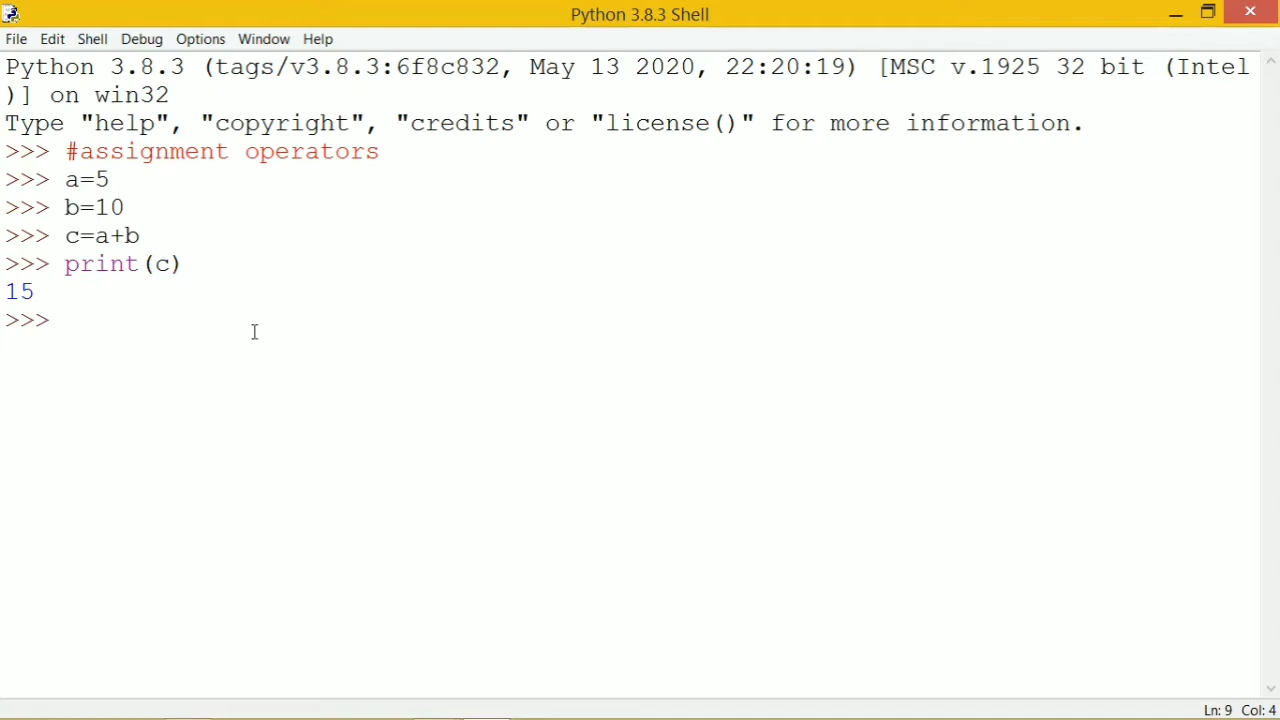 Python 3.8.3 Shell
File Edit Shell Debug Options Window Help
Python 3.8.3 (tags/v3.8.3:6f8c832, May 13 2020, 22:20:19) [MSC v.1925 32 bit (Intel
)] on win32
Type "help", "copyright", "credits" or "license()" for more information.
>>> #assignment operators
>>> a=5
>>> b=10
>>> c=a+b
>>> print(c)
15
>>>
Ln: 9 Col: 4